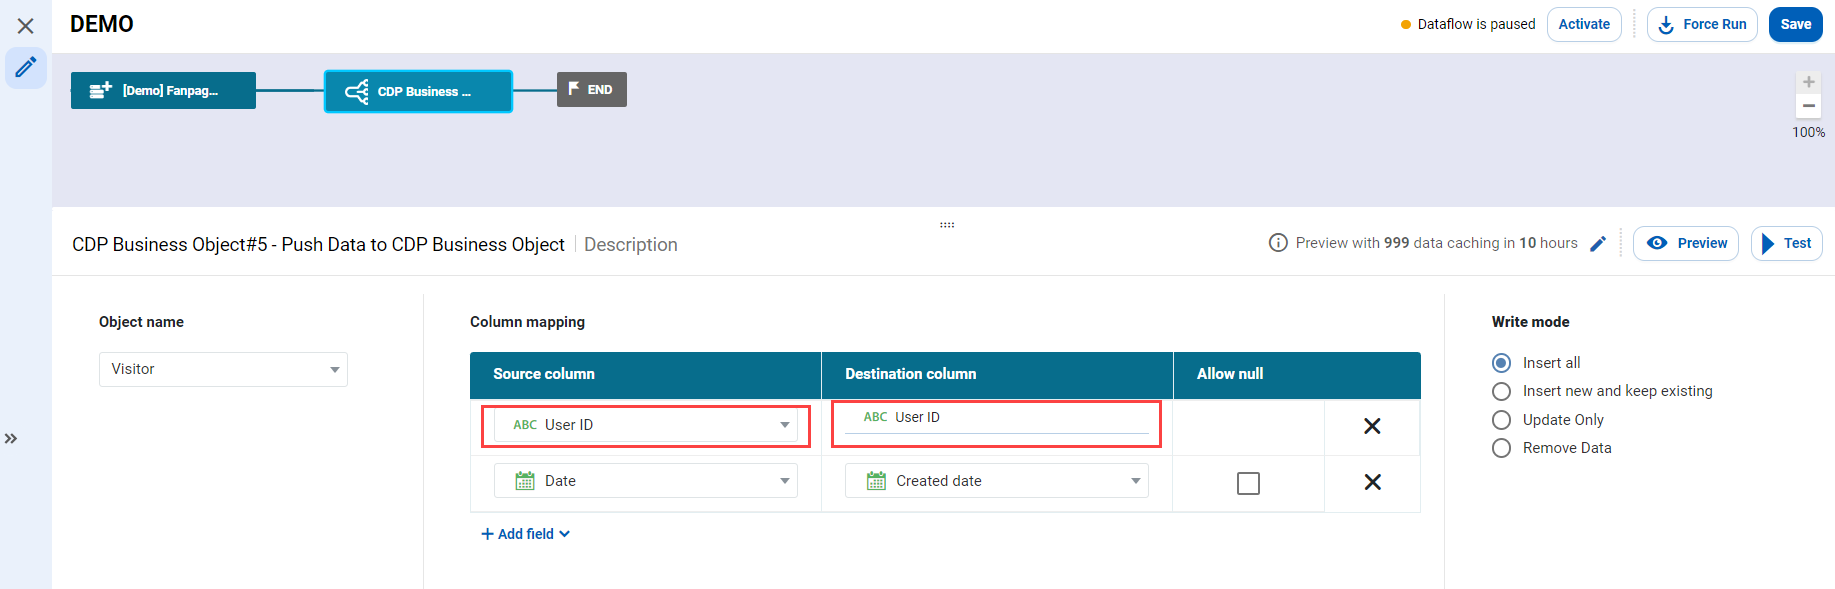 DEMO
Dataflow is paused
Activate
Force Run
Save
[Demo] Fanpag...
CDP Business ...
END
100%
CDP Business Object#5 - Push Data to CDP Business Object
Description
Preview with 999 data caching in 10 hours
Preview
Test
Object name
Visitor
Column mapping
Source column
Destination column
Allow null
ABC User ID
ABC User ID
Date
Created date
Add field
Write mode
Insert all
Insert new and keep existing
Update Only
Remove Data